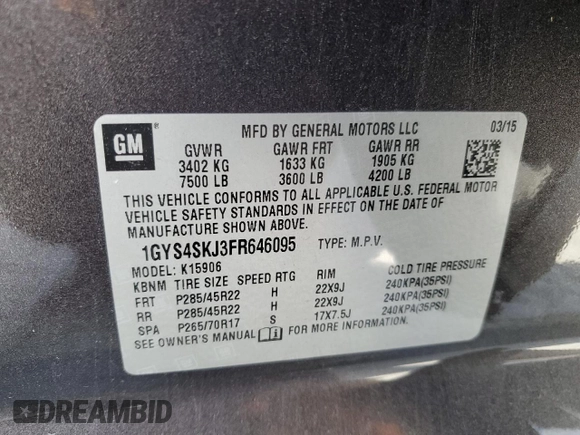 GM ®
MFD BY GENERAL MOTORS LLC 03/15
GVWR GAWR FRT GAWR RR
3402 KG 1633 KG 1905 KG
7500 LB 3600 LB 4200 LB
THIS VEHICLE CONFORMS TO ALL APPLICABLE U.S. FEDERAL MOTOR
VEHICLE SAFETY STANDARDS IN EFFECT ON THE DATE OF
MANUFACTURE SHOWN ABOVE.
1GYS4SKJ3FR646095 TYPE: M.P.V.
MODEL: K15906
KBNM TIRE SIZE SPEED RTG RIM COLD TIRE PRESSURE
FRT P285/45R22 H 22X9J 240KPA(35PSI)
RR P285/45R22 H 22X9J 240KPA(35PSI)
SPA P265/70R17 S 17X7.5J 240KPA(35PSI)
SEE OWNER'S MANUAL FOR MORE INFORMATION.
DREAMBID